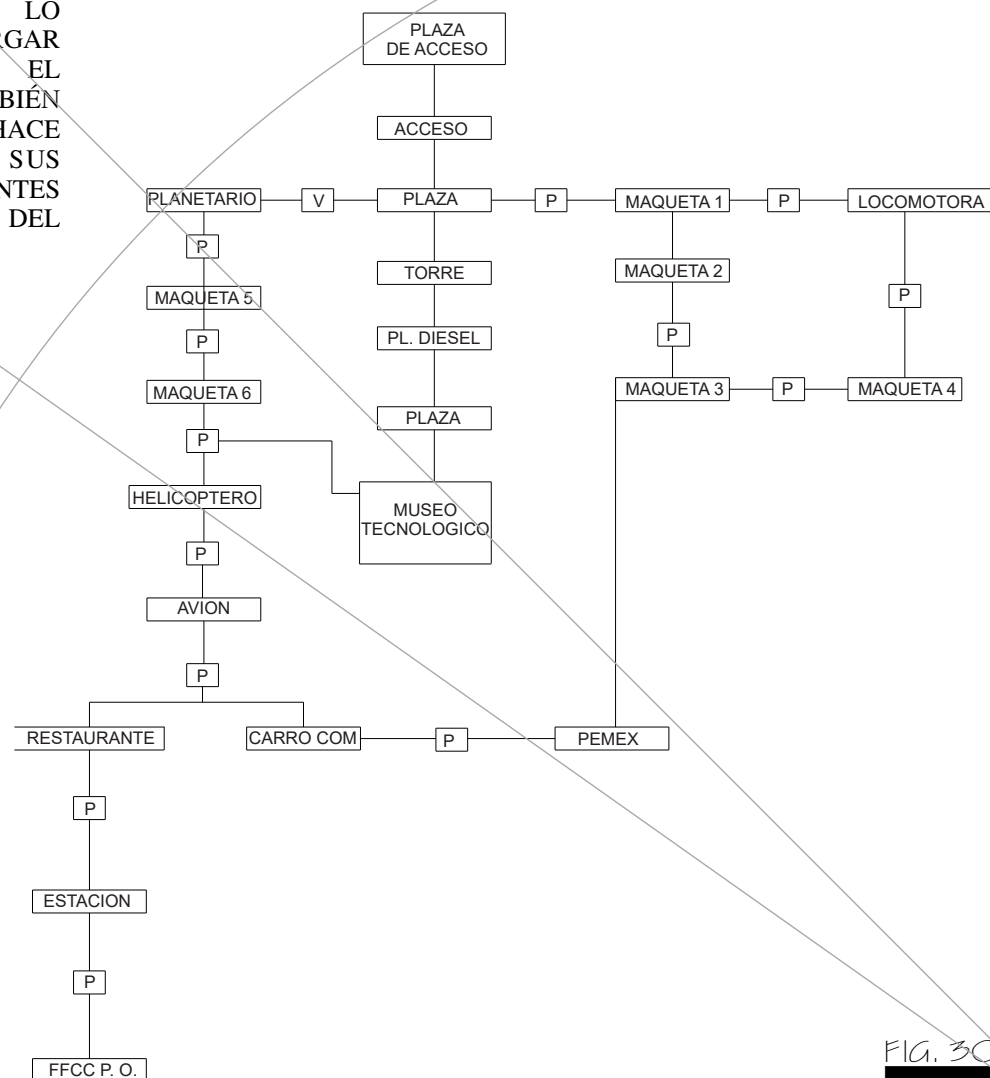 LO
RGAR
EL
BIÉN
HACE
SUS
NTES
DEL
PLAZA
DE ACCESO
ACCESO
PLANETARIO
V
PLAZA
P
MAQUETA 1
P
LOCOMOTORA
P
TORRE
MAQUETA 2
MAQUETA 5
P
PL. DIESEL
P
P
MAQUETA 6
MAQUETA 3
P
MAQUETA 4
PLAZA
P
HELICOPTERO
MUSEO
TECNOLOGICO
P
AVION
P
RESTAURANTE
CARRO COM
P
PEMEX
P
ESTACION
P
FFCC P. O.
FIG. 3